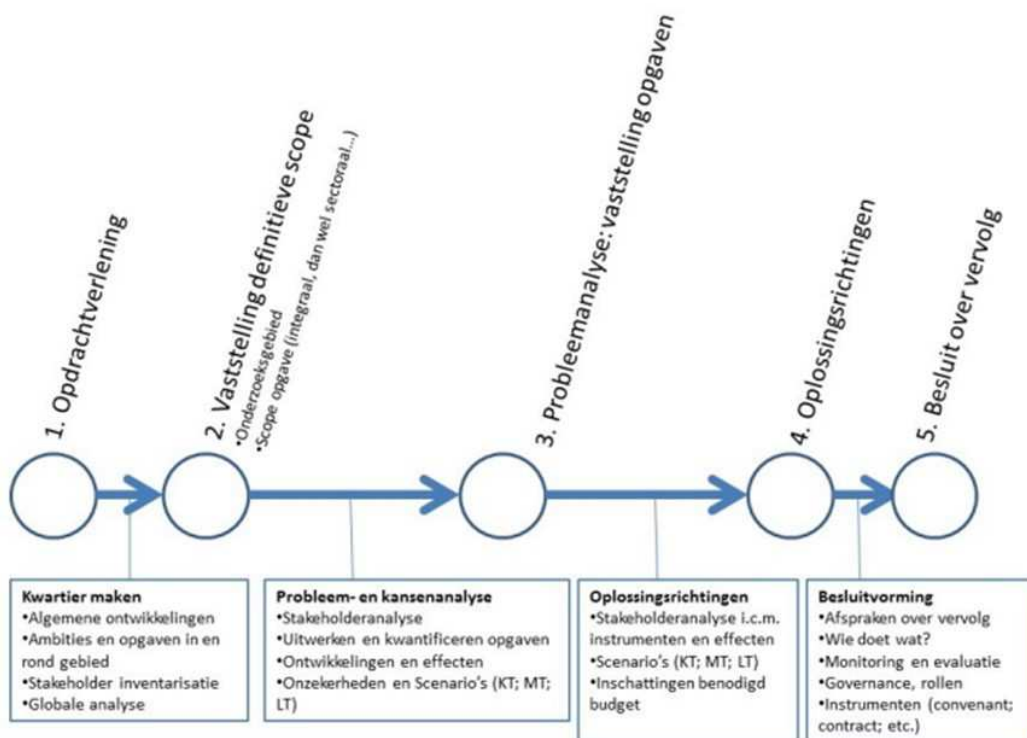 1. Opdrachtverlening
2. Vaststelling definitieve scope
•Onderzoeksgebied
•Scope opgave (integraal, dan wel sectoraal...)
3. Probleemanalyse: vaststelling opgaven
4. Oplossingsrichtingen
5. Besluit over vervolg
Kwartier maken
•Algemene ontwikkelingen
•Ambities en opgaven in en
rond gebied
•Stakeholder inventarisatie
•Globale analyse
Probleem- en kansenanalyse
•Stakeholderanalyse
•Uitwerken en kwantificeren opgaven
•Ontwikkelingen en effecten
•Onzekerheden en Scenario's (KT; MT;
LT)
Oplossingsrichtingen
•Stakeholderanalyse i.c.m.
instrumenten en effecten
•Scenario's (KT; MT; LT)
•Inschattingen benodigd
budget
Besluitvorming
•Afspraken over vervolg
•Wie doet wat?
•Monitoring en evaluatie
•Governance, rollen
•Instrumenten (convenant;
contract; etc.)